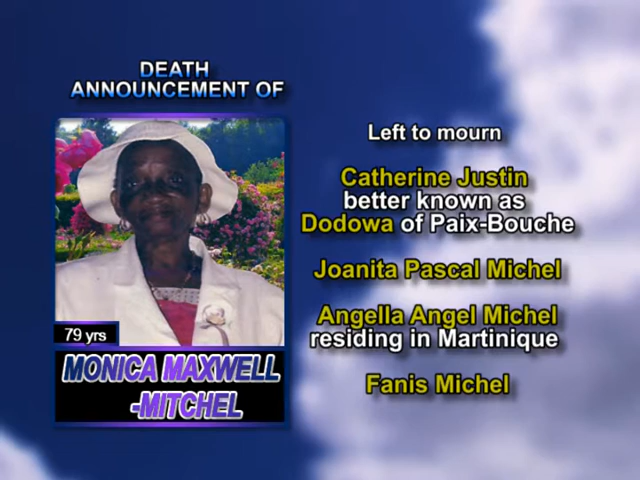 DEATH
ANNOUNCEMENT OF
79 yrs
MONICA MAXWELL
-MITCHEL
Left to mourn
Catherine Justin
better known as
Dodowa of Paix-Bouche
Joanita Pascal Michel
Angella Angel Michel
residing in Martinique
Fanis Michel